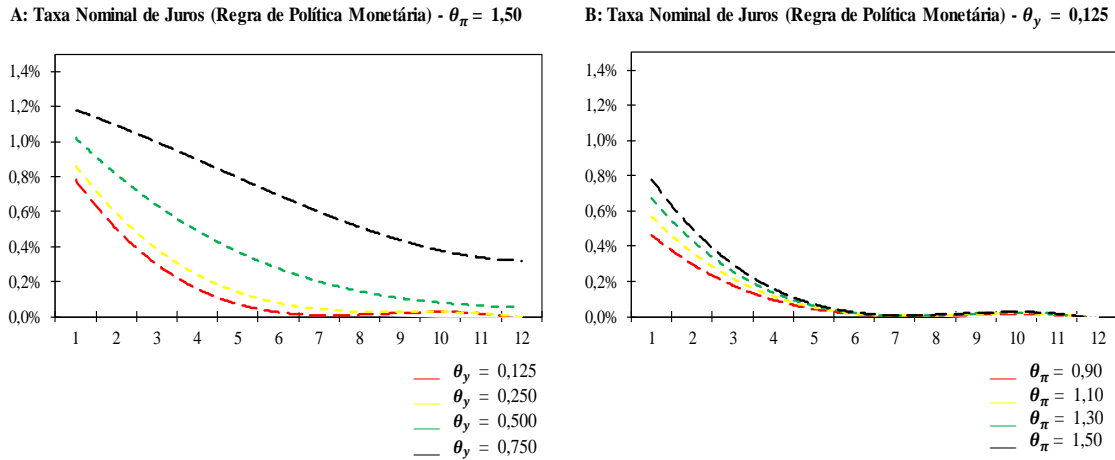 A: Taxa Nominal de Juros (Regra de Política Monetária) - θπ = 1,50
1,4%
1,2%
1,0%
0,8%
0,6%
0,4%
0,2%
0,0%
1 2 3 4 5 6 7 8 9 10 11 12
θy = 0,125
θy = 0,250
θy = 0,500
θy = 0,750
B: Taxa Nominal de Juros (Regra de Política Monetária) - θy = 0,125
1,4%
1,2%
1,0%
0,8%
0,6%
0,4%
0,2%
0,0%
1 2 3 4 5 6 7 8 9 10 11 12
θπ = 0,90
θπ = 1,10
θπ = 1,30
θπ = 1,50